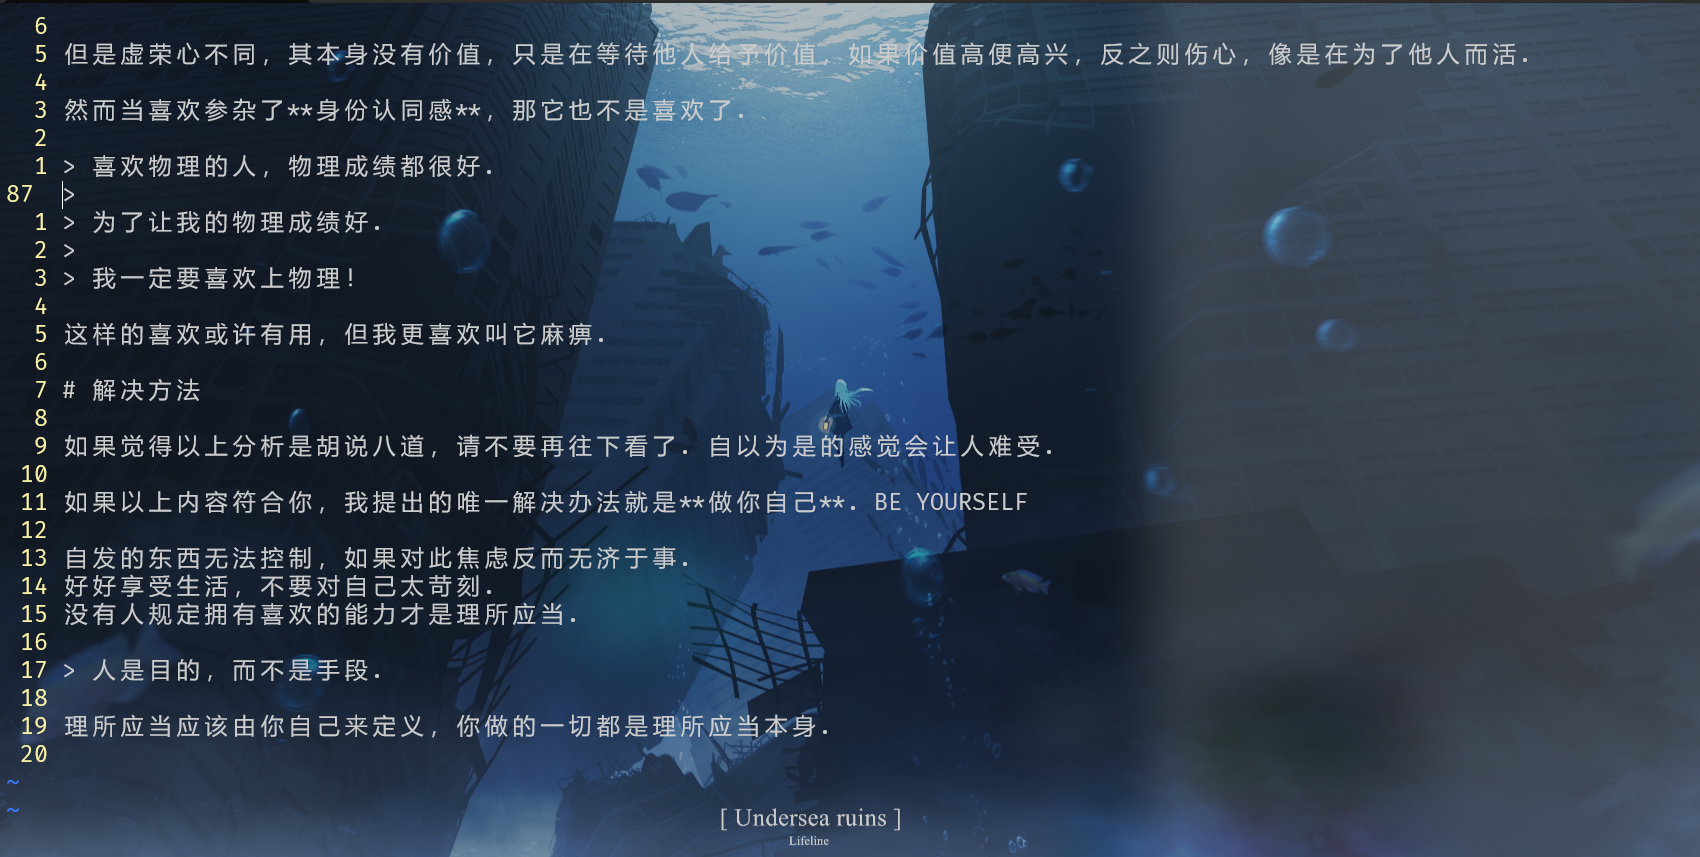 6
5 但是虚荣心不同, 其本身没有价值, 只是在等待他人给予价值, 如果价值高便高兴, 反之则伤心, 像是在为了他人而活.
4
3 然而当喜欢参杂了**身份认同感**, 那它也不是喜欢了.
2
1 > 喜欢物理的人, 物理成绩都很好.
87 >
1 > 为了让我的物理成绩好.
2 >
3 > 我一定要喜欢上物理!
4
5 这样的喜欢或许有用, 但我更喜欢叫它麻痹.
6
7 # 解决方法
8
9 如果觉得以上分析是胡说八道, 请不要再往下看了. 自以为是的感觉会让人难受.
10
11 如果以上内容符合你, 我提出的唯一解决办法就是**做你自己**. BE YOURSELF
12
13 自发的东西无法控制, 如果对此焦虑反而无济于事.
14 好好享受生活, 不要对自己太苛刻.
15 没有人规定拥有喜欢的能力才是理所应当.
16
17 > 人是目的, 而不是手段.
18
19 理所应当应该由你自己来定义, 你做的一切都是理所应当本身.
20
~
~
[ Undersea ruins ]
Lifeline